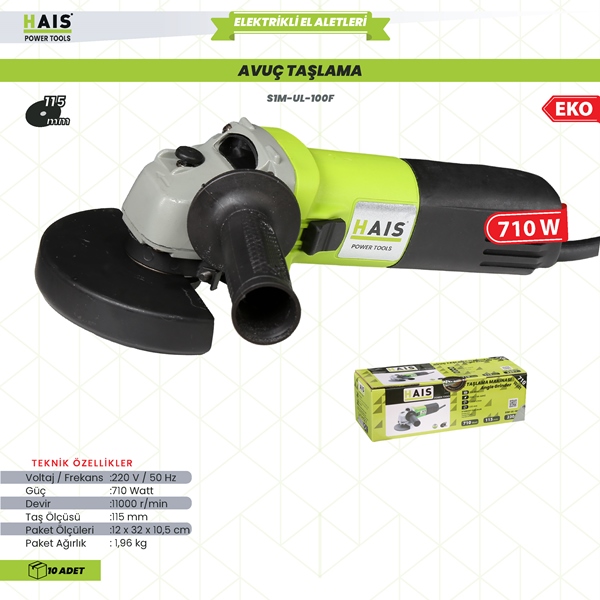 HAIS
POWER TOOLS
ELEKTRİKLİ EL ALETLERİ
AVUÇ TAŞLAMA
S1M-UL-100F
115 mm
EKO
710 W
HAIS
POWER TOOLS
HAIS
TAŞLAMA MAKİNASI
Angle Grinder
710
TEKNİK ÖZELLİKLER
Voltaj / Frekans :220 V / 50 Hz
Güç :710 Watt
Devir :11000 r/min
Taş Ölçüsü :115 mm
Paket Ölçüleri :12 x 32 x 10,5 cm
Paket Ağırlık :1,96 kg
10 ADET